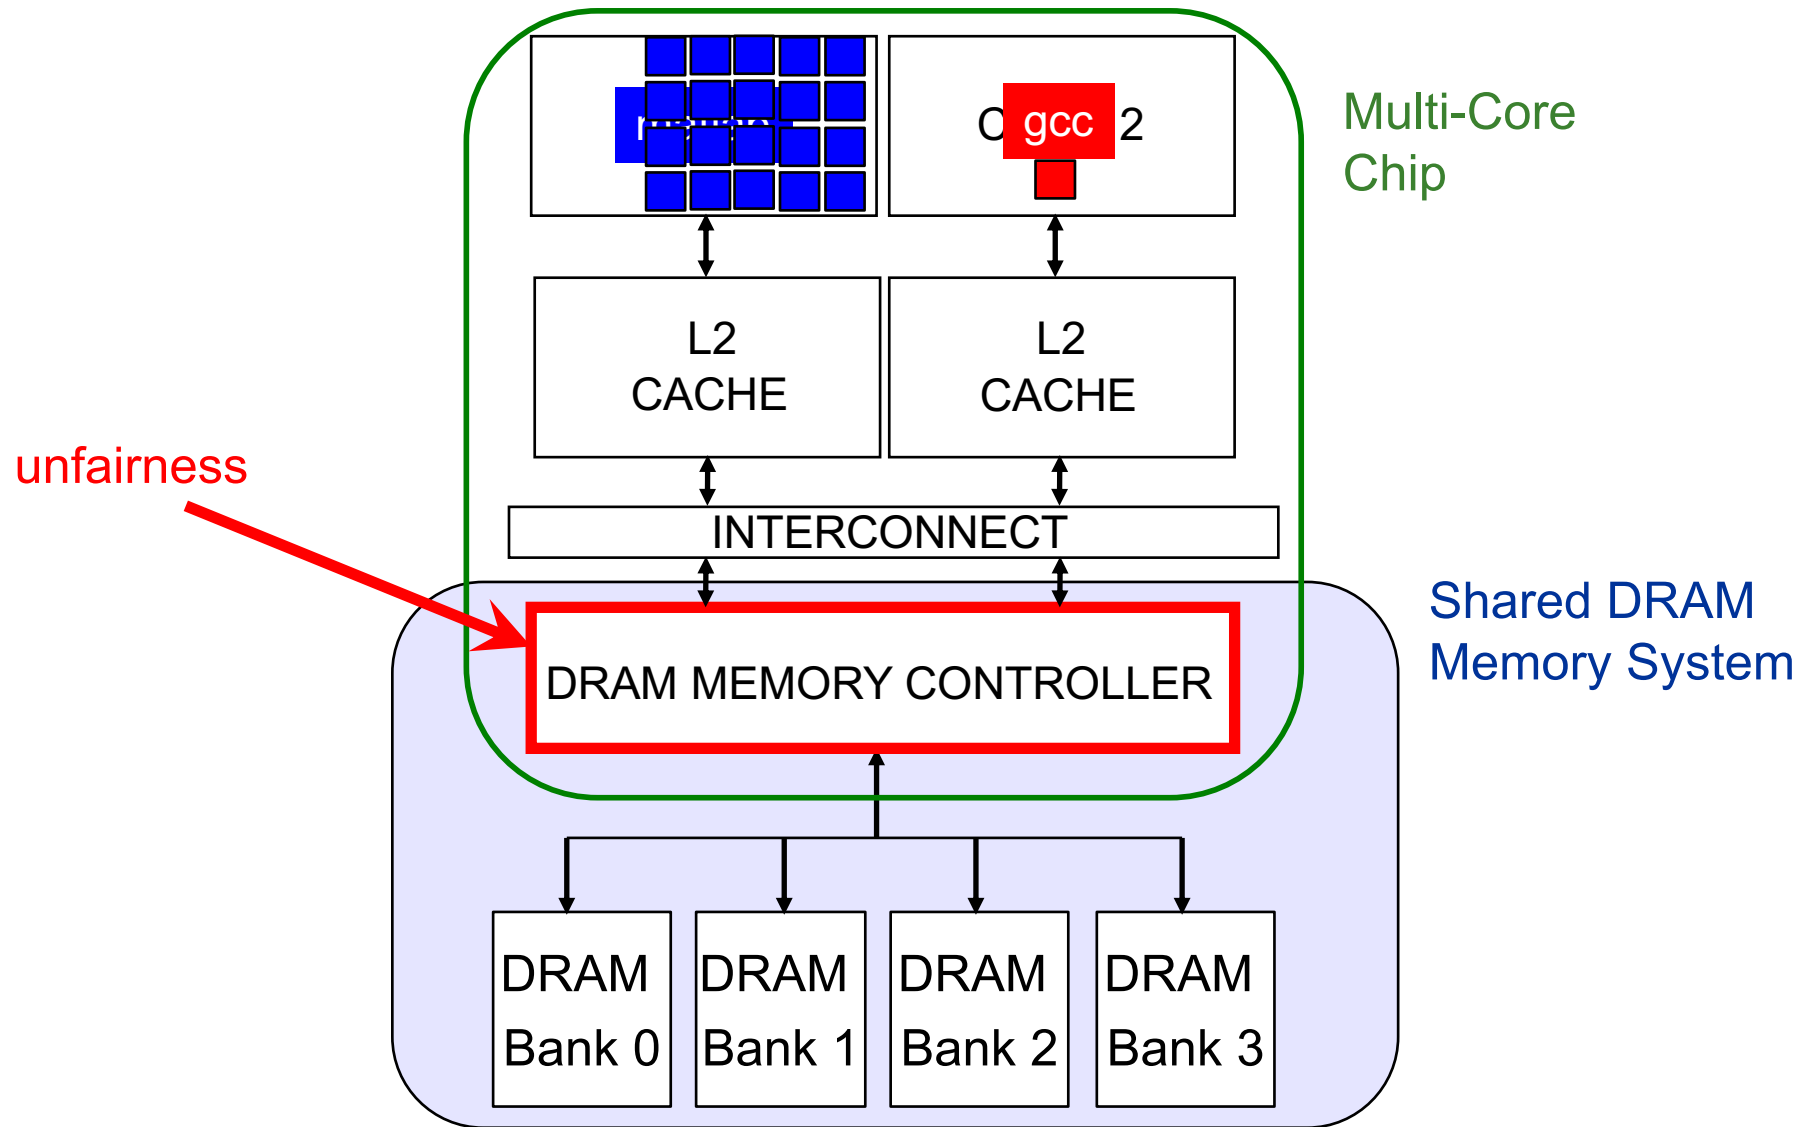 gcc
2
Multi-Core
Chip
L2
CACHE
L2
CACHE
unfairness
INTERCONNECT
Shared DRAM
Memory System
DRAM MEMORY CONTROLLER
DRAM
Bank 0
DRAM
Bank 1
DRAM
Bank 2
DRAM
Bank 3